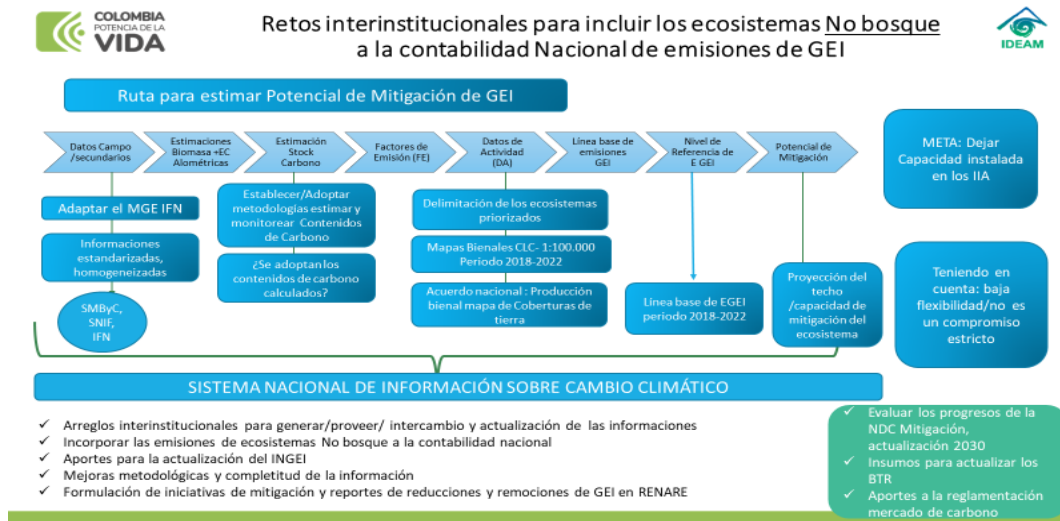 COLOMBIA
POTENCIA DE LA
VIDA
Retos interinstitucionales para incluir los ecosistemas No bosque
a la contabilidad Nacional de emisiones de GEI
IDEAM
Ruta para estimar Potencial de Mitigación de GEI
Datos Campo
/secundarios
Estimaciones
Biomasa +EC
Alométricas
Estimación
Stock
Carbono
Factores de
Emisión (FE)
Datos de
Actividad
(DA)
Línea base de
emisiones
GEI
Nivel de
Referencia de
E GEI
Potencial de
Mitigación
META: Dejar
Capacidad instalada
en los IIA
Adaptar el MGE IFN
Informaciones
estandarizadas,
homogeneizadas
SMByC,
SNIF,
IFN
Establecer/Adoptar
metodologías estimar y
monitorear Contenidos
de Carbono
¿Se adoptan los
contenidos de carbono
calculados?
Delimitación de los ecosistemas
priorizados
Mapas Bienales CLC- 1:100.000
Periodo 2018-2022
Acuerdo nacional : Producción
bienal mapa de Coberturas de
tierra
Línea base de EGEI
periodo 2018-2022
Proyección del
techo
/capacidad de
mitigación del
ecosistema
Teniendo en
cuenta: baja
flexibilidad/no es
un compromiso
estricto
SISTEMA NACIONAL DE INFORMACIÓN SOBRE CAMBIO CLIMÁTICO
✓ Arreglos interinstitucionales para generar/proveer/ intercambio y actualización de las informaciones
✓ Incorporar las emisiones de ecosistemas No bosque a la contabilidad nacional
✓ Aportes para la actualización del INGEI
✓ Mejoras metodológicas y completitud de la información
✓ Formulación de iniciativas de mitigación y reportes de reducciones y remociones de GEI en RENARE
✓ Evaluar los progresos de la
NDC Mitigación,
actualización 2030
✓ Insumos para actualizar los
BTR
✓ Aportes a la reglamentación
mercado de carbono